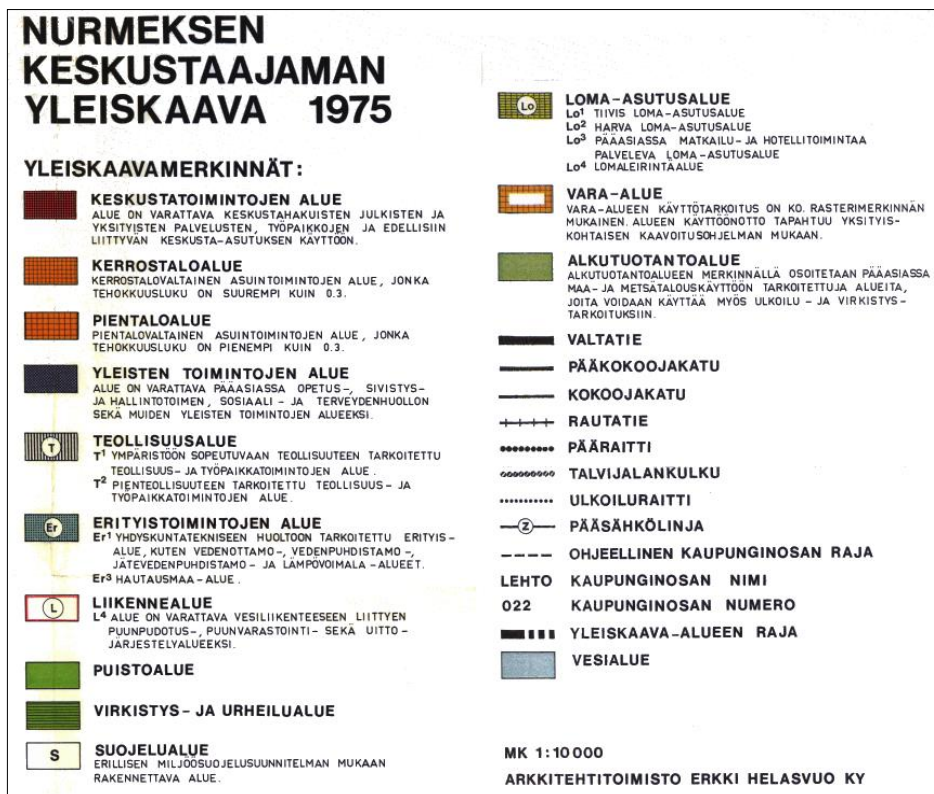 NURMEKSEN
KESKUSTAAJAMAN
YLEISKAAVA 1975
YLEISKAAVAMERKINNÄT:
KESKUSTATOIMINTOJEN ALUE
ALUE ON VARATTAVA KESKUSTAHAKUISTEN JULKISTEN JA
YKSITYISTEN PALVELUSTEN, TYÖPAIKKOJEN JA EDELLISIIN
LIITTYVÄN KESKUSTA-ASUTUKSEN KÄYTTÖÖN.
KERROSTALOALUE
KERROSTALOVALTAINEN ASUINTOIMINTOJEN ALUE, JONKA
TEHOKKUUSLUKU ON SUUREMPI KUIN 0.3.
PIENTALOALUE
PIENTALOVALTAINEN ASUINTOIMINTOJEN ALUE, JONKA
TEHOKKUUSLUKU ON PIENEMPI KUIN 0.3.
YLEISTEN TOIMINTOJEN ALUE
ALUE ON VARATTAVA PÄÄASIASSA OPETUS-, SIVISTYS-
JA HALLINTOTOIMEN, SOSIAALI- JA TERVEYDENHUOLLON
SEKÄ MUIDEN YLEISTEN TOIMINTOJEN ALUEEKSI.
T TEOLLISUUSALUE
T1 YMPÄRISTÖÖN SOPEUTUVAAN TEOLLISUUTEEN TARKOITETTU
TEOLLISUUS- JA TYÖPAIKKATOIMINTOJEN ALUE.
T2 PIENTEOLLISUUTEEN TARKOITETTU TEOLLISUUS- JA
TYÖPAIKKATOIMINTOJEN ALUE.
Er ERITYISTOIMINTOJEN ALUE
Er1 YHDYSKUNTATEKNISEEN HUOLTOON TARKOITETTU ERITYIS-
ALUE, KUTEN VEDENOTTAMO-, VEDENPUHDISTAMO-,
JÄTEVEDENPUHDISTAMO- JA LÄMPÖVOIMALA-ALUEET.
Er3 HAUTAUSMAA-ALUE.
L LIIKENNEALUE
L4 ALUE ON VARATTAVA VESILIIKENTEESEEN LIITTYEN
PUUNPUDOTUS-, PUUNVARASTOINTI- SEKÄ UITTO-
JÄRJESTELYALUEEKSI.
PUISTOALUE
VIRKISTYS- JA URHEILUALUE
S SUOJELUALUE
ERILLISEN MILJÖÖSUOJELUSUUNNITELMAN MUKAAN
RAKENNETTAVA ALUE.
Lo LOMA-ASUTUSALUE
Lo1 TIIVIS LOMA-ASUTUSALUE
Lo2 HARVA LOMA-ASUTUSALUE
Lo3 PÄÄASIASSA MATKAILU- JA HOTELLITOIMINTAA
PALVELEVA LOMA-ASUTUSALUE
Lo4 LOMALEIRINTÄALUE
VARA-ALUE
VARA-ALUEEN KÄYTTÖTARKOITUS ON KO. RASTERIMERKINNÄN
MUKAINEN. ALUEEN KÄYTTÖÖNOTTO TAPAHTUU YKSITYIS-
KOHTAISEN KAAVOITUSOHJELMAN MUKAAN.
ALKUTUOTANTOALUE
ALKUTUOTANTOALUEEN MERKINNÄLLÄ OSOITETAAN PÄÄASIASSA
MAA- JA METSÄTALOUSKÄYTTÖÖN TARKOITETTUJA ALUEITA,
JOITA VOIDAAN KÄYTTÄÄ MYÖS ULKOILU- JA VIRKISTYS-
TARKOITUKSIIN.
VALTATIE
PÄÄKOKOOJAKATU
KOKOOJAKATU
RAUTATIE
PÄÄRAITTI
TALVIJALANKULKU
ULKOILURAITTI
Z PÄÄSÄHKÖLINJA
OHJEELLINEN KAUPUNGINOSAN RAJA
LEHTO KAUPUNGINOSAN NIMI
022 KAUPUNGINOSAN NUMERO
YLEISKAAVA-ALUEEN RAJA
VESIALUE
MK 1:10 000
ARKKITEHTITOIMISTO ERKKI HELASVUO KY